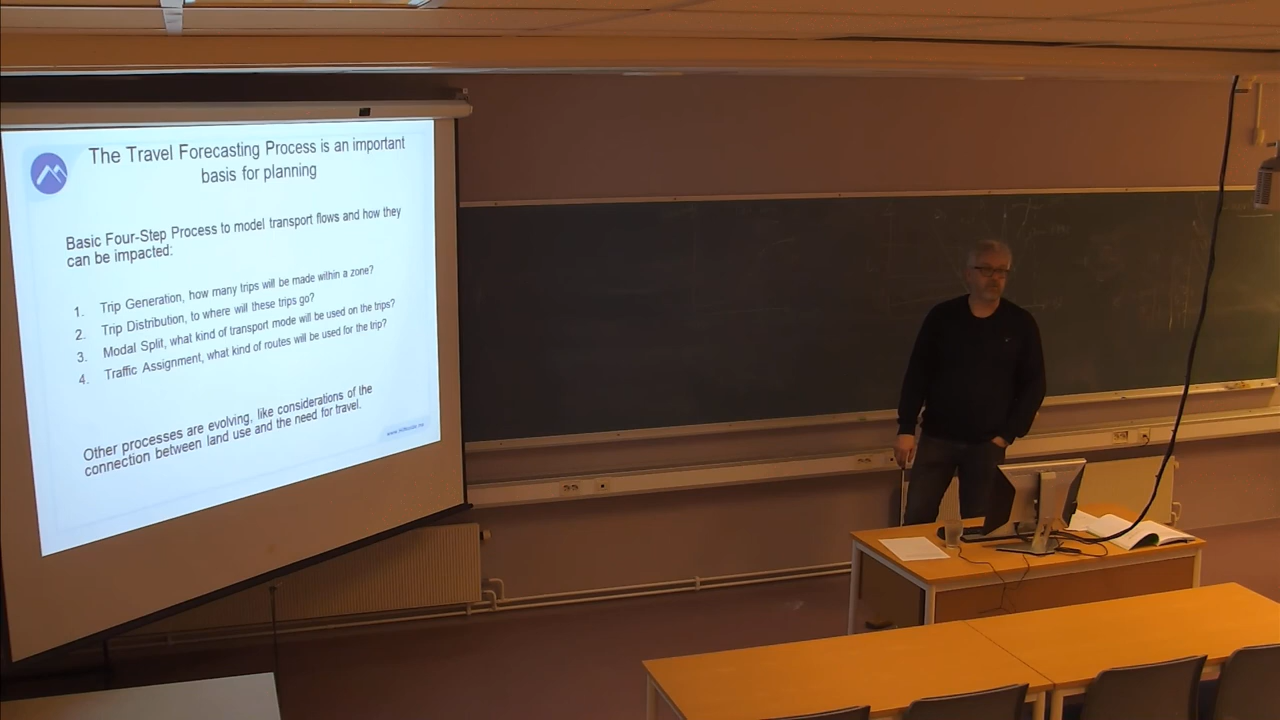 The Travel Forecasting Process is an important
basis for planning
Basic Four-Step Process to model transport flows and how they
can be impacted:
1. Trip Generation, how many trips will be made within a zone?
2. Trip Distribution, to where will these trips go?
3. Modal Split, what kind of transport mode will be used on the trips?
4. Traffic Assignment, what kind of routes will be used for the trip?
Other processes are evolving, like considerations of the
connection between land use and the need for travel.